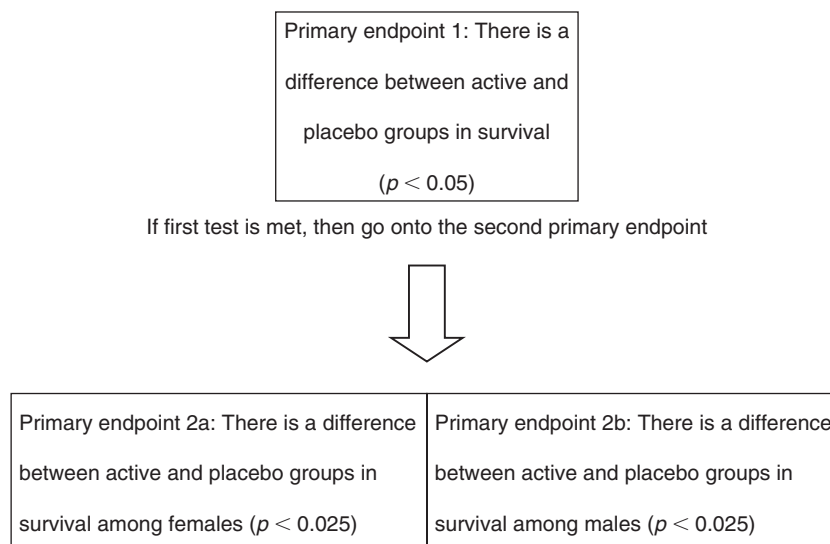 Primary endpoint 1: There is a
difference between active and
placebo groups in survival
(p < 0.05)
If first test is met, then go onto the second primary endpoint
Primary endpoint 2a: There is a difference
between active and placebo groups in
survival among females (p < 0.025)
Primary endpoint 2b: There is a difference
between active and placebo groups in
survival among males (p < 0.025)